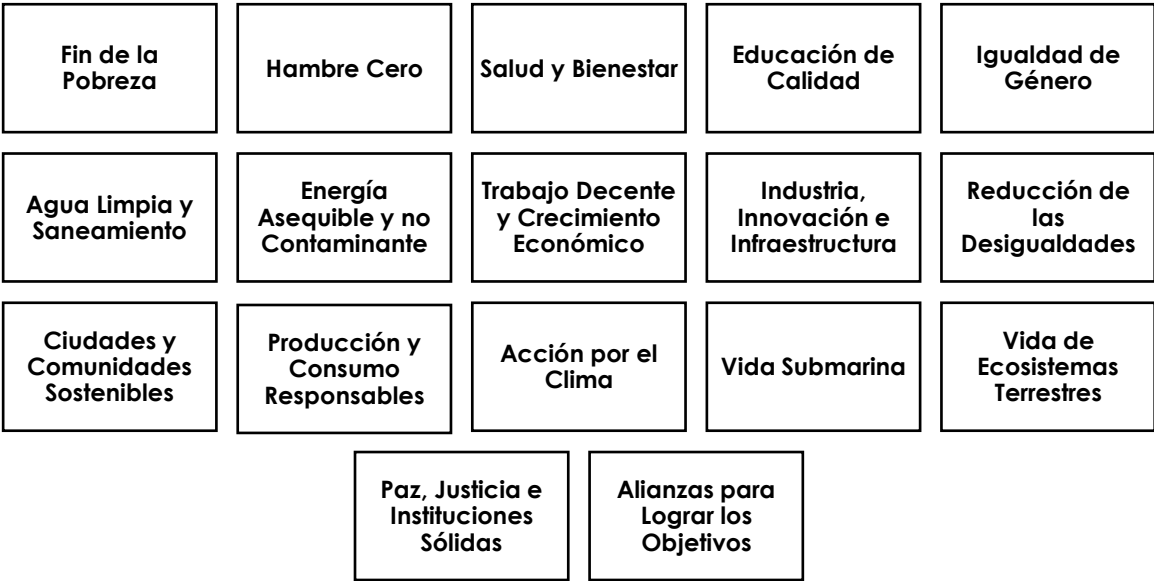 Fin de la
Pobreza
Hambre Cero
Salud y Bienestar
Educación de
Calidad
Igualdad de
Género
Agua Limpia y
Saneamiento
Energía
Asequible y no
Contaminante
Trabajo Decente
y Crecimiento
Económico
Industria,
Innovación e
Infraestructura
Reducción de
las
Desigualdades
Ciudades y
Comunidades
Sostenibles
Producción y
Consumo
Responsables
Acción por el
Clima
Vida Submarina
Vida de
Ecosistemas
Terrestres
Paz, Justicia e
Instituciones
Sólidas
Alianzas para
Lograr los
Objetivos